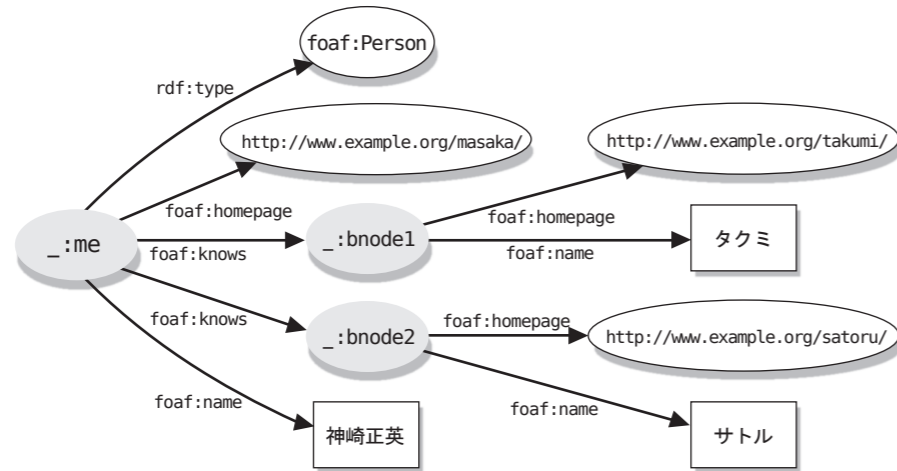 foaf:Person
rdf:type
http://www.example.org/masaka/
http://www.example.org/takumi/
foaf:homepage
foaf:homepage
_:me
_:bnode1
タクミ
foaf:knows
foaf:name
foaf:knows
foaf:homepage
_:bnode2
http://www.example.org/satoru/
foaf:name
foaf:name
神崎正英
サトル